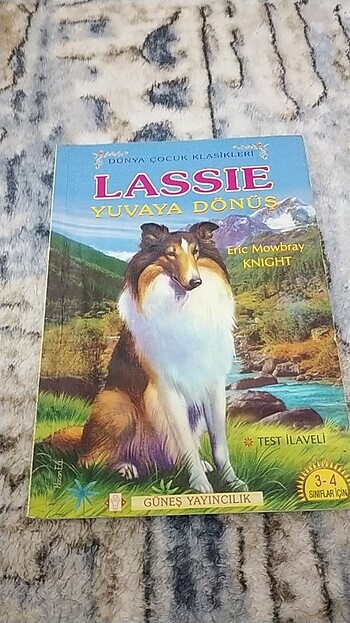 DÜNYA ÇOCUK KLASİKLERİ
LASSIE
YUVAYA DÖNÜŞ
Eric Mowbray
KNIGHT
TEST İLAVELİ
3-4
SINIFLAR İÇİN
GÜNEŞ YAYINCILIK